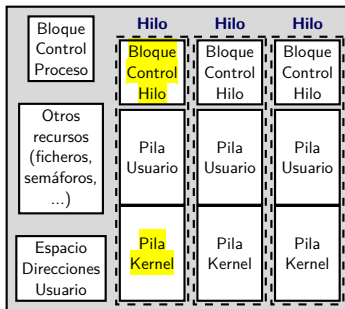 Bloque
Control
Proceso
Otros
recursos
(ficheros,
semáforos,
...)
Espacio
Direcciones
Usuario
Hilo
Bloque
Control
Hilo
Pila
Usuario
Pila
Kernel
Hilo
Bloque
Control
Hilo
Pila
Usuario
Pila
Kernel
Hilo
Bloque
Control
Hilo
Pila
Usuario
Pila
Kernel